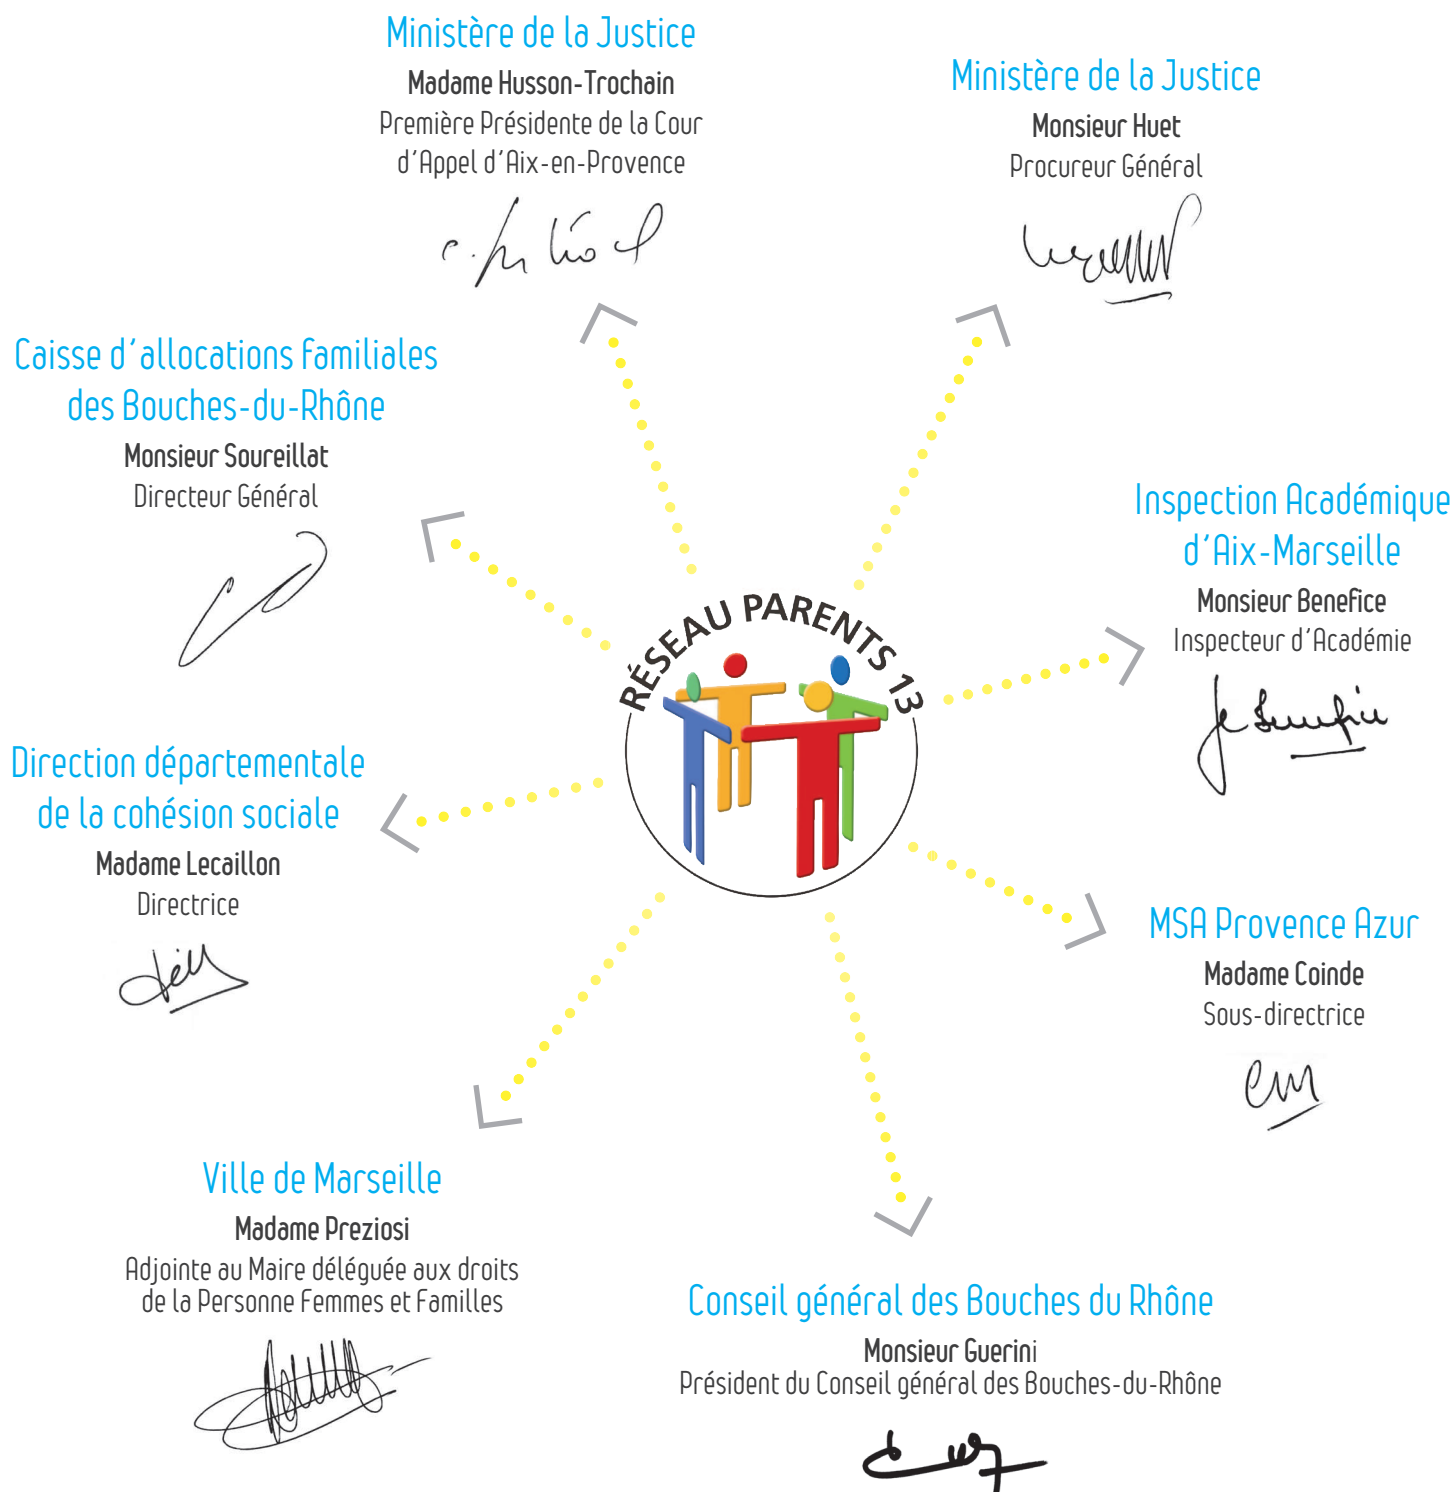 Ministère de la Justice
Madame Husson-Trochain
Première Présidente de la Cour
d'Appel d'Aix-en-Provence
Ministère de la Justice
Monsieur Huet
Procureur Général
Caisse d'allocations Familiales
des Bouches-du-Rhône
Monsieur Soureillat
Directeur Général
Inspection Académique
d'Aix-Marseille
Monsieur Benefice
Inspecteur d'Académie
RÉSEAU PARENTS 13
Direction départementale
de la cohésion sociale
Madame Lecaillon
Directrice
MSA Provence Azur
Madame Coinde
Sous-directrice
Ville de Marseille
Madame Preziosi
Adjointe au Maire déléguée aux droits
de la Personne Femmes et Familles
Conseil général des Bouches du Rhône
Monsieur Guerini
Président du Conseil général des Bouches-du-Rhône